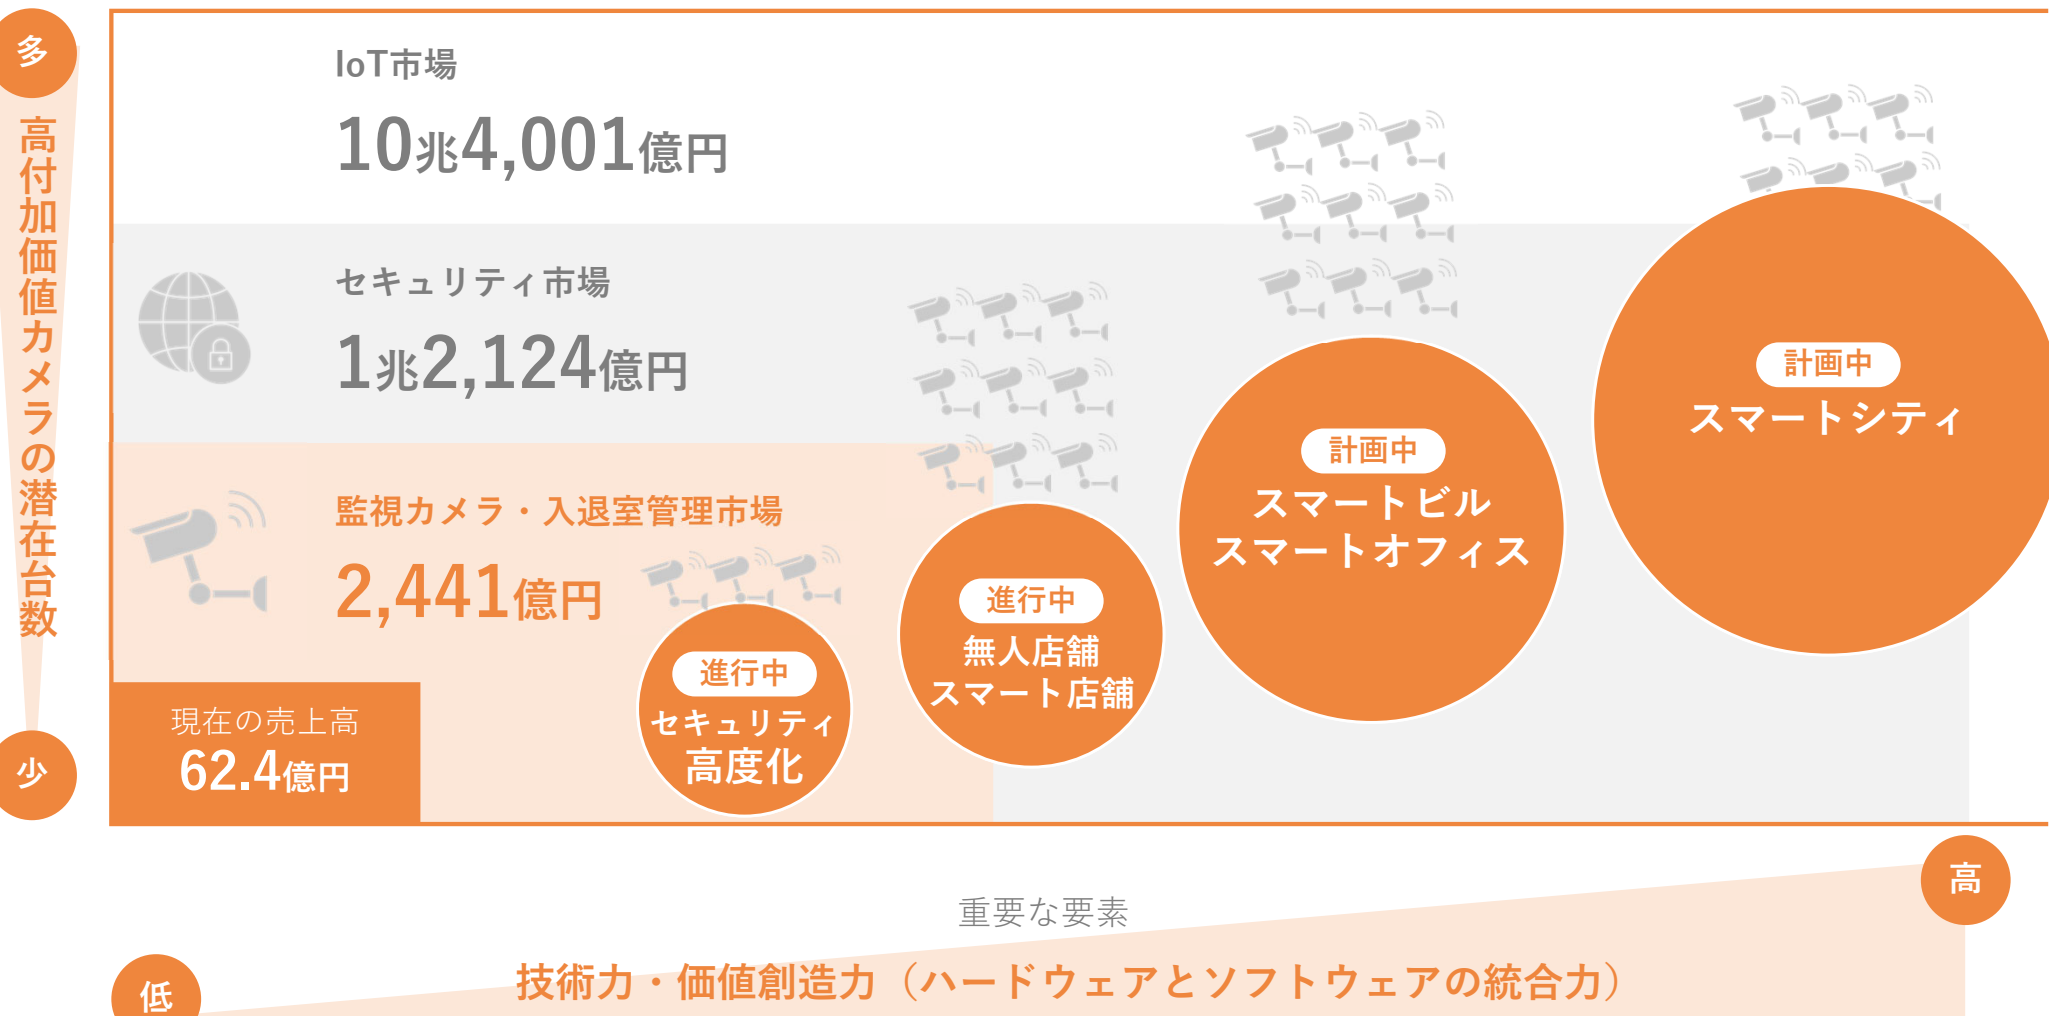 多
高付加価値カメラの潜在台数
少
IoT市場
10兆4,001億円
セキュリティ市場
1兆2,124億円
監視カメラ・入退室管理市場
2,441億円
現在の売上高
62.4億円
進行中
セキュリティ
高度化
進行中
無人店舗
スマート店舗
計画中
スマートビル
スマートオフィス
計画中
スマートシティ
高
重要な要素
技術力・価値創造力（ハードウェアとソフトウェアの統合力）
低